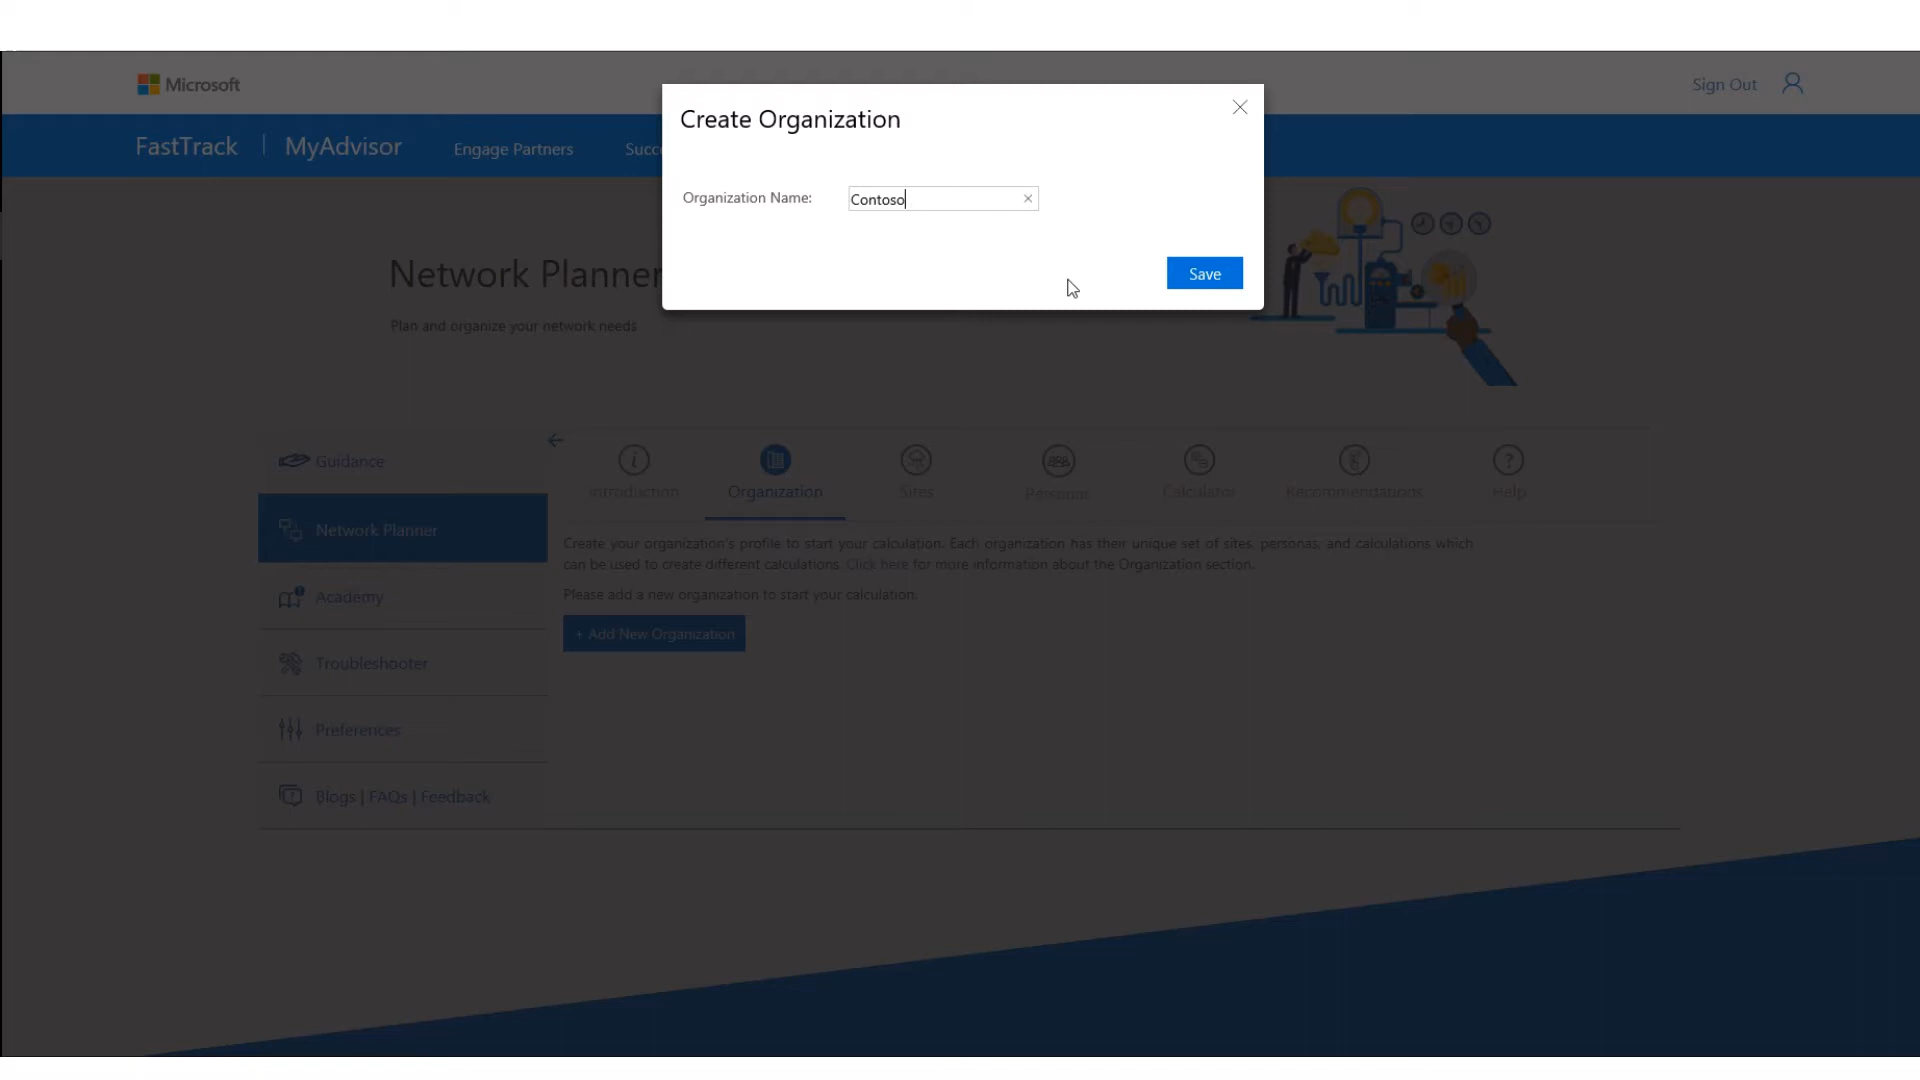 Microsoft
Sign Out
FastTrack | MyAdvisor Engage Partners Succ
Create Organization
Organization Name: Contoso
Save
Network Planner
Plan and organize your network needs
Guidance
Network Planner
Academy
Troubleshooter
Preferences
Blogs | FAQs | Feedback
Introduction Organization Sites Personas Calculator Recommendations Help
Create your organization's profile to start your calculation. Each organization has their unique set of sites, personas, and calculations which
can be used to create different calculations. Click here for more information about the Organization section.
Please add a new organization to start your calculation.
+ Add New Organization